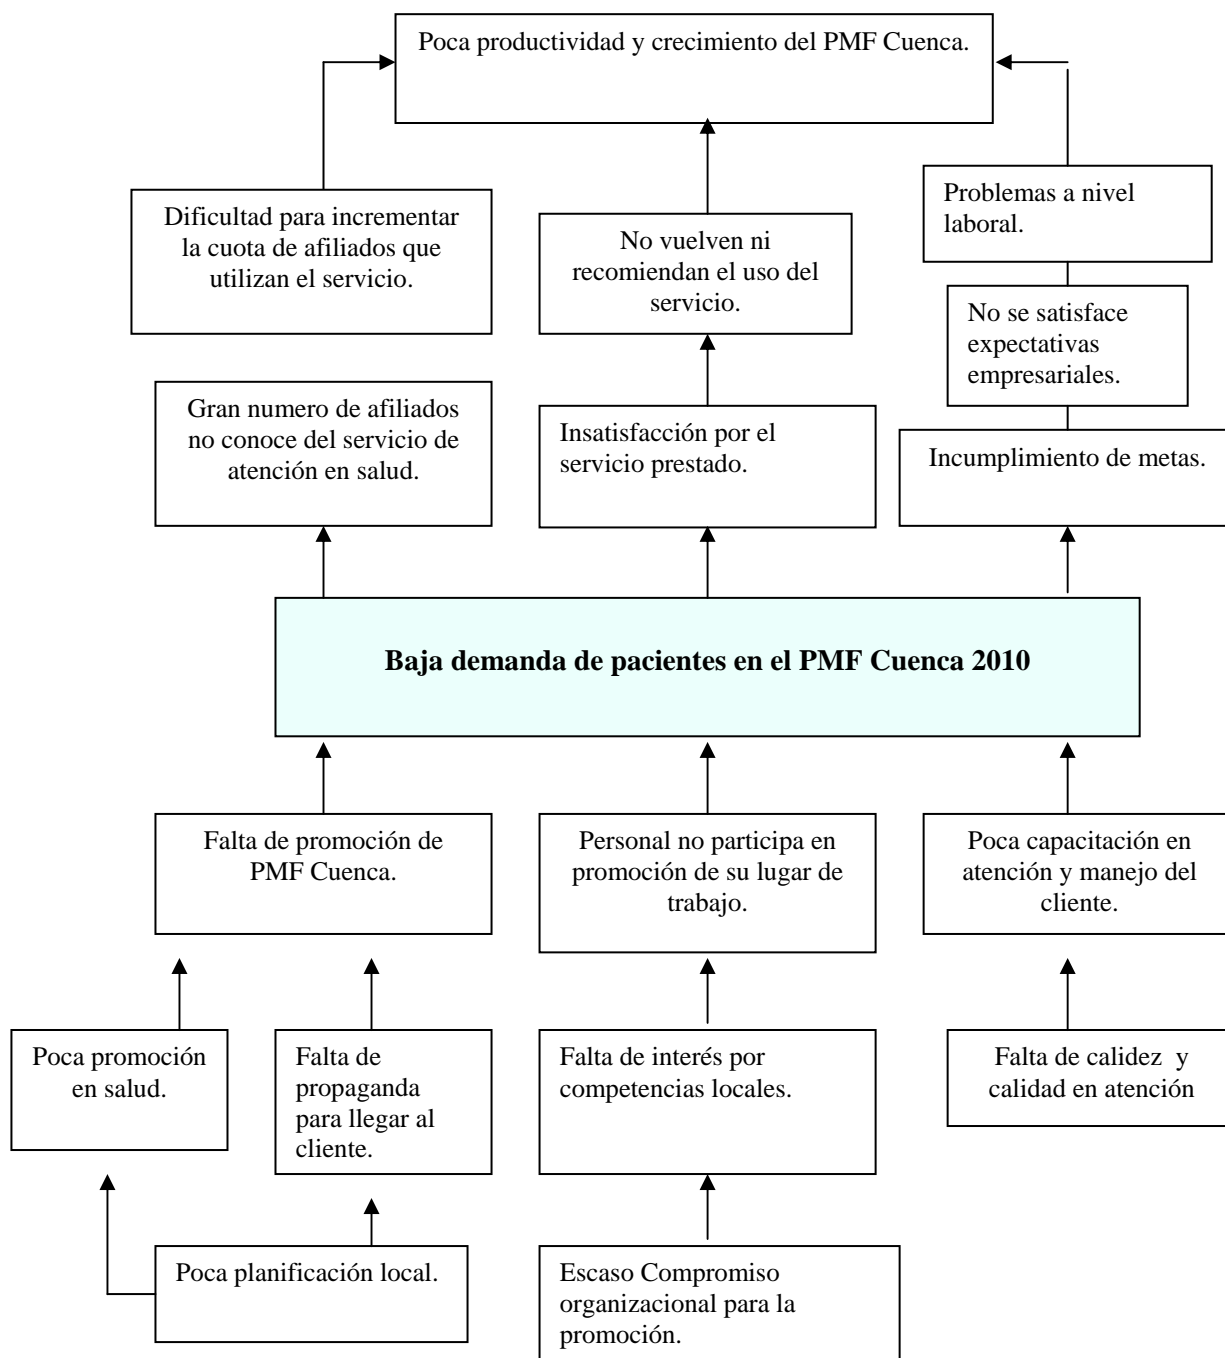 Poca productividad y crecimiento del PMF Cuenca.
Dificultad para incrementar
la cuota de afiliados que
utilizan el servicio.
No vuelven ni
recomiendan el uso del
servicio.
Problemas a nivel
laboral.
No se satisface
expectativas
empresariales.
Gran numero de afiliados
no conoce del servicio de
atención en salud.
Insatisfacción por el
servicio prestado.
Incumplimiento de metas.
Baja demanda de pacientes en el PMF Cuenca 2010
Falta de promoción de
PMF Cuenca.
Personal no participa en
promoción de su lugar de
trabajo.
Poca capacitación en
atención y manejo del
cliente.
Poca promoción
en salud.
Falta de
propaganda
para llegar al
cliente.
Falta de interés por
competencias locales.
Falta de calidez  y
calidad en atención
Poca planificación local.
Escaso Compromiso
organizacional para la
promoción.